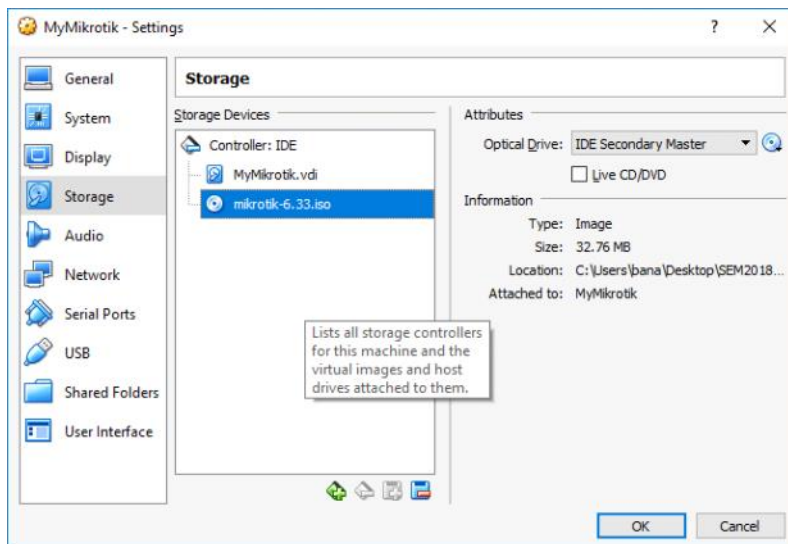 MyMikrotik - Settings
?
General
System
Display
Storage
Audio
Network
Serial Ports
USB
Shared Folders
User Interface
Storage
Storage Devices
Controller: IDE
MyMikrotik.vdi
mikrotik-6.33.iso
Lists all storage controllers
for this machine and the
virtual images and host
drives attached to them.
Attributes
Optical Drive: IDE Secondary Master
Live CD/DVD
Information
Type: Image
Size: 32.76 MB
Location: C:\Users\bana\Desktop\SEM2018...
Attached to: MyMikrotik
OK Cancel